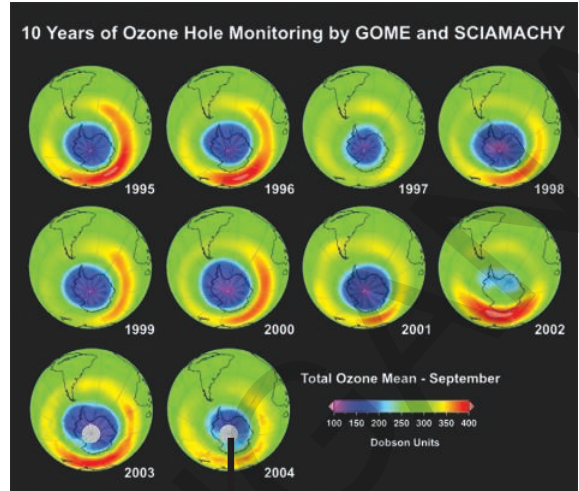 10 Years of Ozone Hole Monitoring by GOME and SCIAMACHY
1995
1996
1997
1998
1999
2000
2001
2002
2003
2004
Total Ozone Mean - September
100 150 200 250 300 350 400
Dobson Units